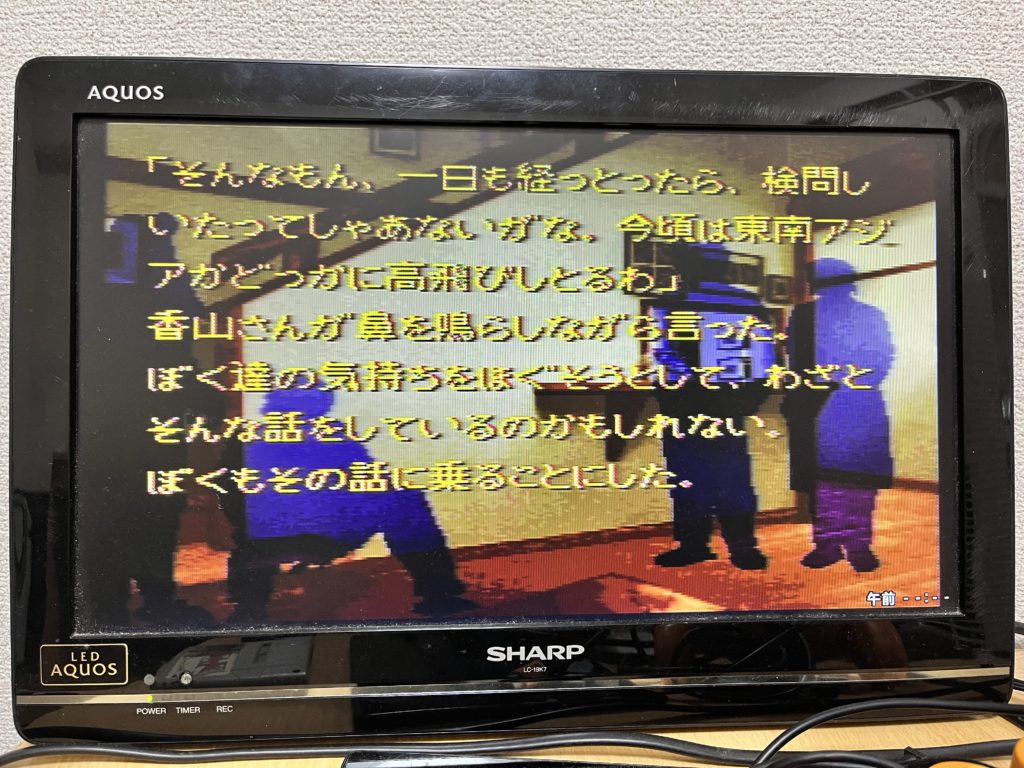 AQUOS
「そんなもん、一日も経っとったら、検問し
いたってしゃあないがな。今頃は東南アジ
アかどっかに高飛びしとるわ」
香山さんが鼻を鳴らしながら言った。
ぼく達の気持ちをほぐそうとして、わざと
そんな話をしているのかもしれない。
ぼくもその話に乗ることにした。
午前 --:--
LED
AQUOS
SHARP
LC-19K7
POWER TIMER REC